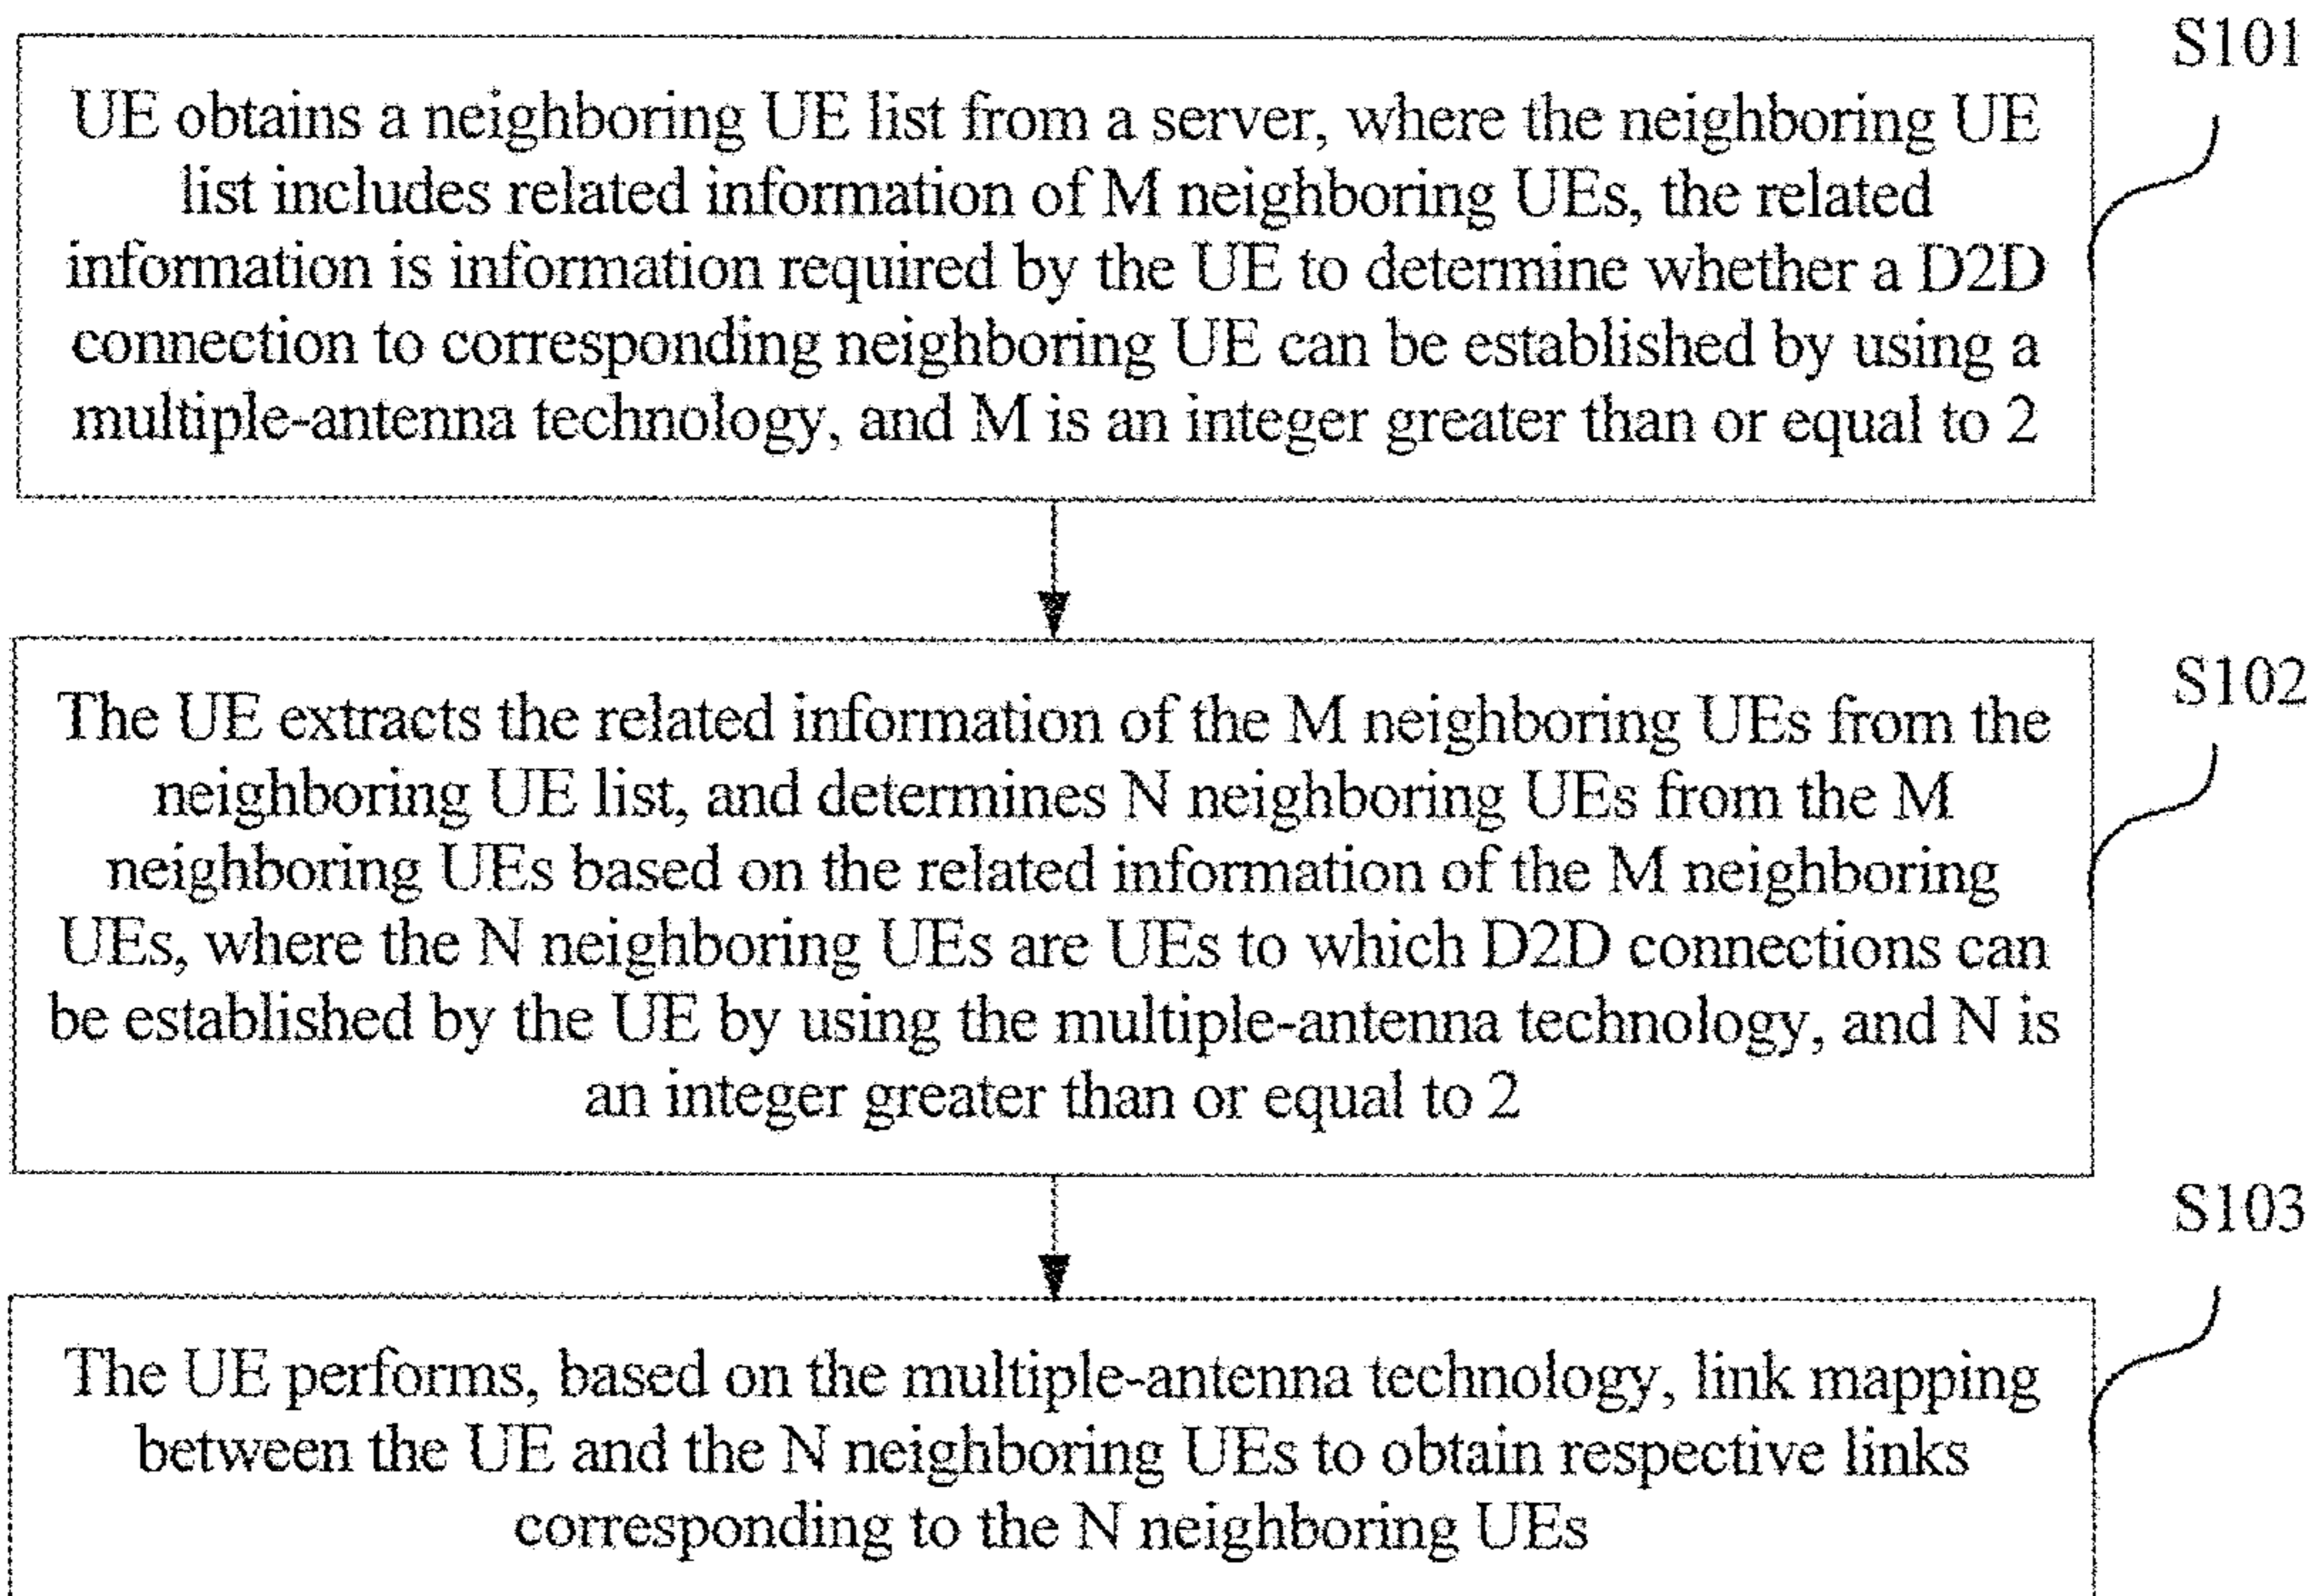 S101
UE obtains a neighboring UE list from a server, where the neighboring UE
list includes related information of M neighboring UEs, the related
information is information required by the UE to determine whether a D2D
connection to corresponding neighboring UE can be established by using a
multiple-antenna technology, and M is an integer greater than or equal to 2
S102
The UE extracts the related information of the M neighboring UEs from the
neighboring UE list, and determines N neighboring UEs from the M
neighboring UEs based on the related information of the M neighboring
UEs, where the N neighboring UEs are UEs to which D2D connections can
be established by the UE by using the multiple-antenna technology, and N is
an integer greater than or equal to 2
S103
The UE performs, based on the multiple-antenna technology, link mapping
between the UE and the N neighboring UEs to obtain respective links
corresponding to the N neighboring UEs